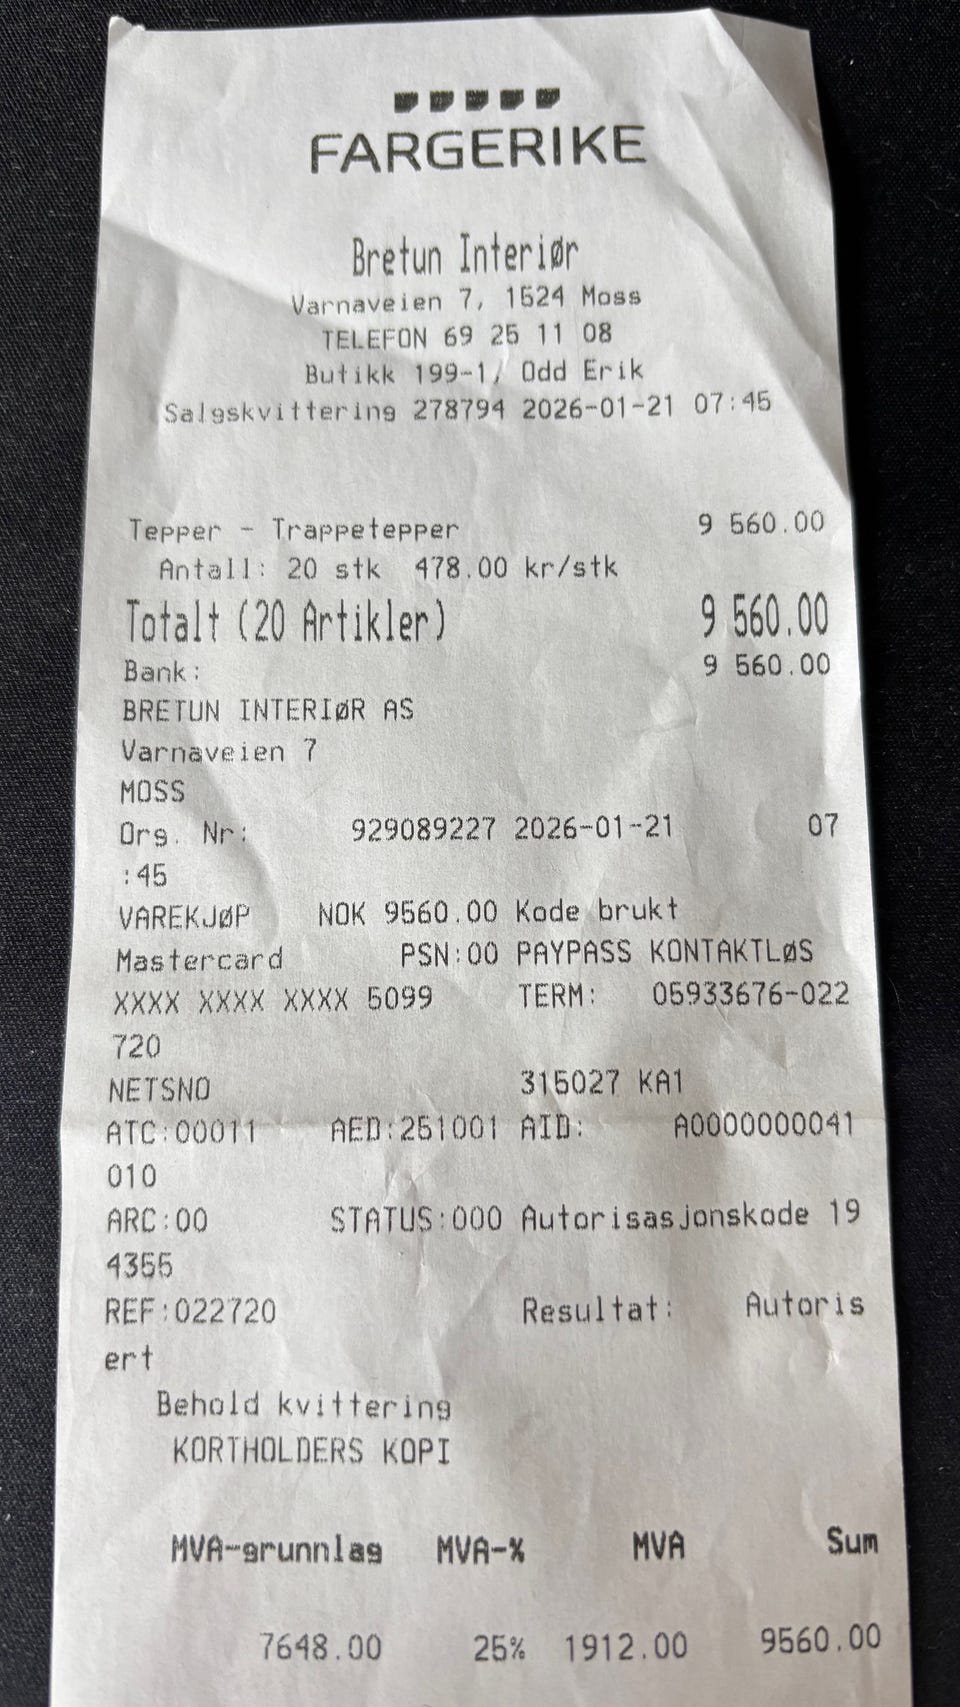 FARGERIKE
Bretun Interiør
Varnaveien 7, 1524 Moss
TELEFON 69 25 11 08
Butikk 199-1, Odd Erik
Salgskvittering 278794 2026-01-21 07:45
Tepper - Trappetepper 9 560.00
Antall: 20 stk 478.00 kr/stk
Totalt (20 Artikler) 9 560.00
Bank: 9 560.00
BRETUN INTERIØR AS
Varnaveien 7
MOSS
Org. Nr: 929089227 2026-01-21 07
:45
VAREKJØP NOK 9560.00 Kode brukt
Mastercard PSN:00 PAYPASS KONTAKTLØS
XXXX XXXX XXXX 5099 TERM: 05933676-022
720
NETSNO 315027 KA1
ATC:00011 AED:251001 AID: A0000000041
010
ARC:00 STATUS:000 Autorisasjonskode 19
4355
REF:022720 Resultat: Autoris
ert
Behold kvittering
KORTHOLDERS KOPI
MVA-grunnlag MVA-% MVA Sum
7648.00 25% 1912.00 9560.00